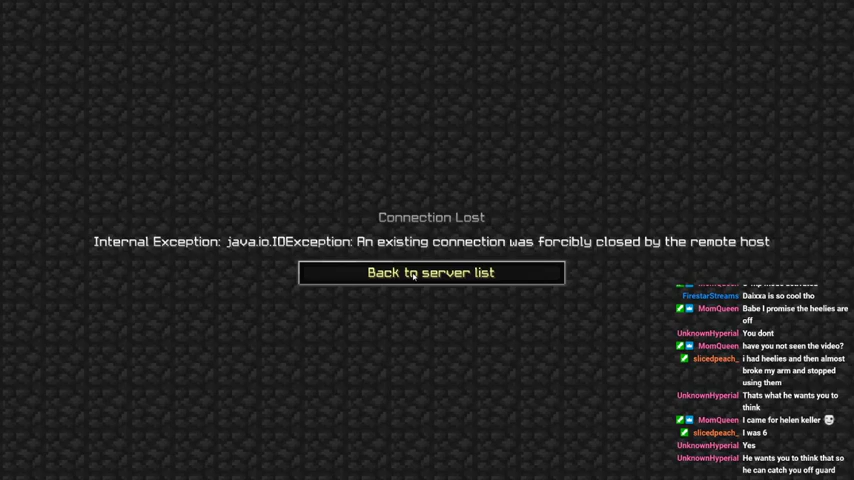 Connection Lost
Internal Exception: java.io.IOException: An existing connection was forcibly closed by the remote host
Back to server list
MomQueen
FirestarStreams Daixxa is so cool tho
MomQueen Babe I promise the heelies are
off
UnknownHyperial You dont
MomQueen have you not seen the video?
slicedpeach_ i had heelies and then almost
broke my arm and stopped
using them
UnknownHyperial Thats what he wants you to
think
MomQueen I came for helen keller
slicedpeach_ I was 6
UnknownHyperial Yes
UnknownHyperial He wants you to think that so
he can catch you off guard